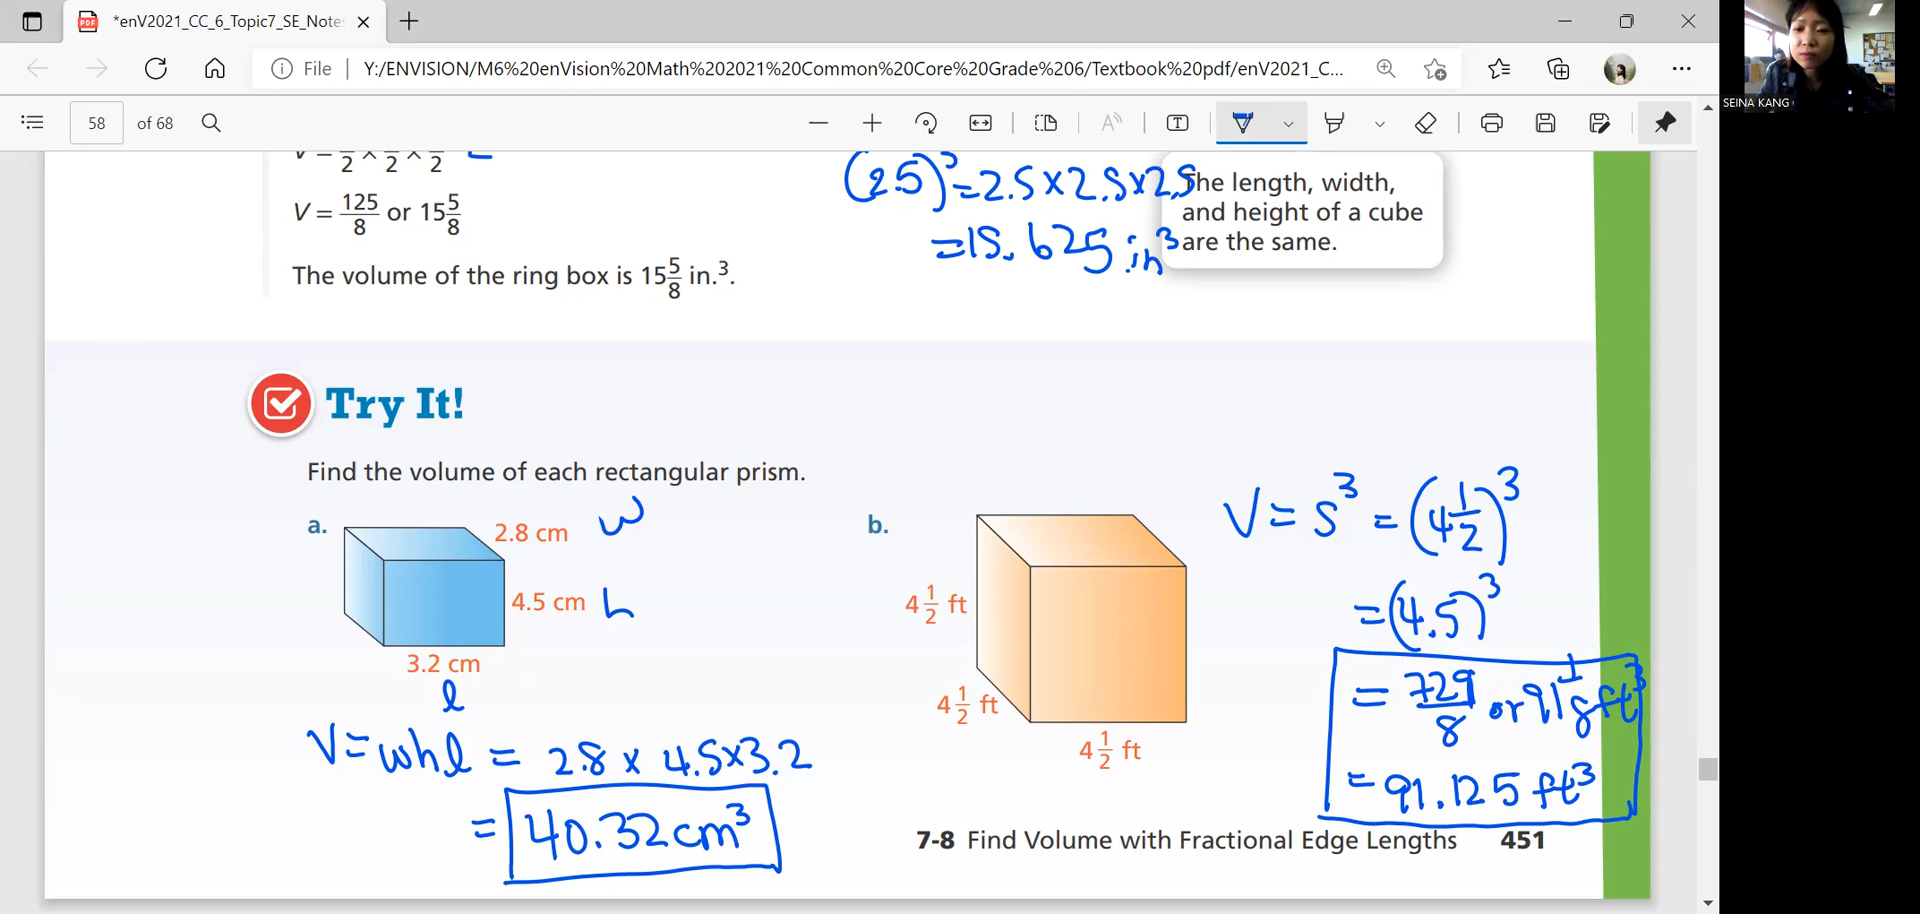 *enV2021_CC_6_Topic7_SE_Note
File
Y:/ENVISION/M6%20enVision%20Math%202021%20Common%20Core%20Grade%206/Textbook%20pdf/enV2021_C...
58 of 68
SEINA KANG
2 × 2 × 2
V = 125/8 or 15 5/8
The volume of the ring box is 15 5/8 in.³.
(2.5)³ = 2.5 × 2.5 × 2.5
= 15.625 in³
The length, width,
and height of a cube
are the same.
Try It!
Find the volume of each rectangular prism.
a.
2.8 cm w
4.5 cm h
3.2 cm
l
V = whl = 2.8 × 4.5 × 3.2
= 40.32 cm³
b.
4 1/2 ft
4 1/2 ft
4 1/2 ft
V = s³ = (4 1/2)³
= (4.5)³
= 729/8 or 91 1/8 ft³
= 91.125 ft³
7-8 Find Volume with Fractional Edge Lengths 451